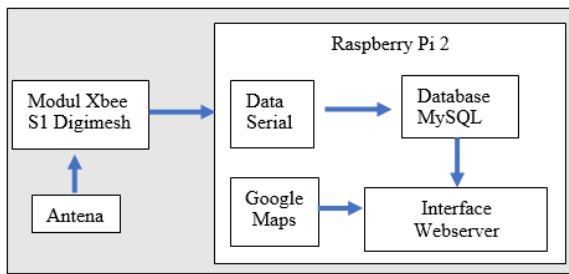 Raspberry Pi 2
Modul Xbee
S1 Digimesh
Data
Serial
Database
MySQL
Antena
Google
Maps
Interface
Webserver